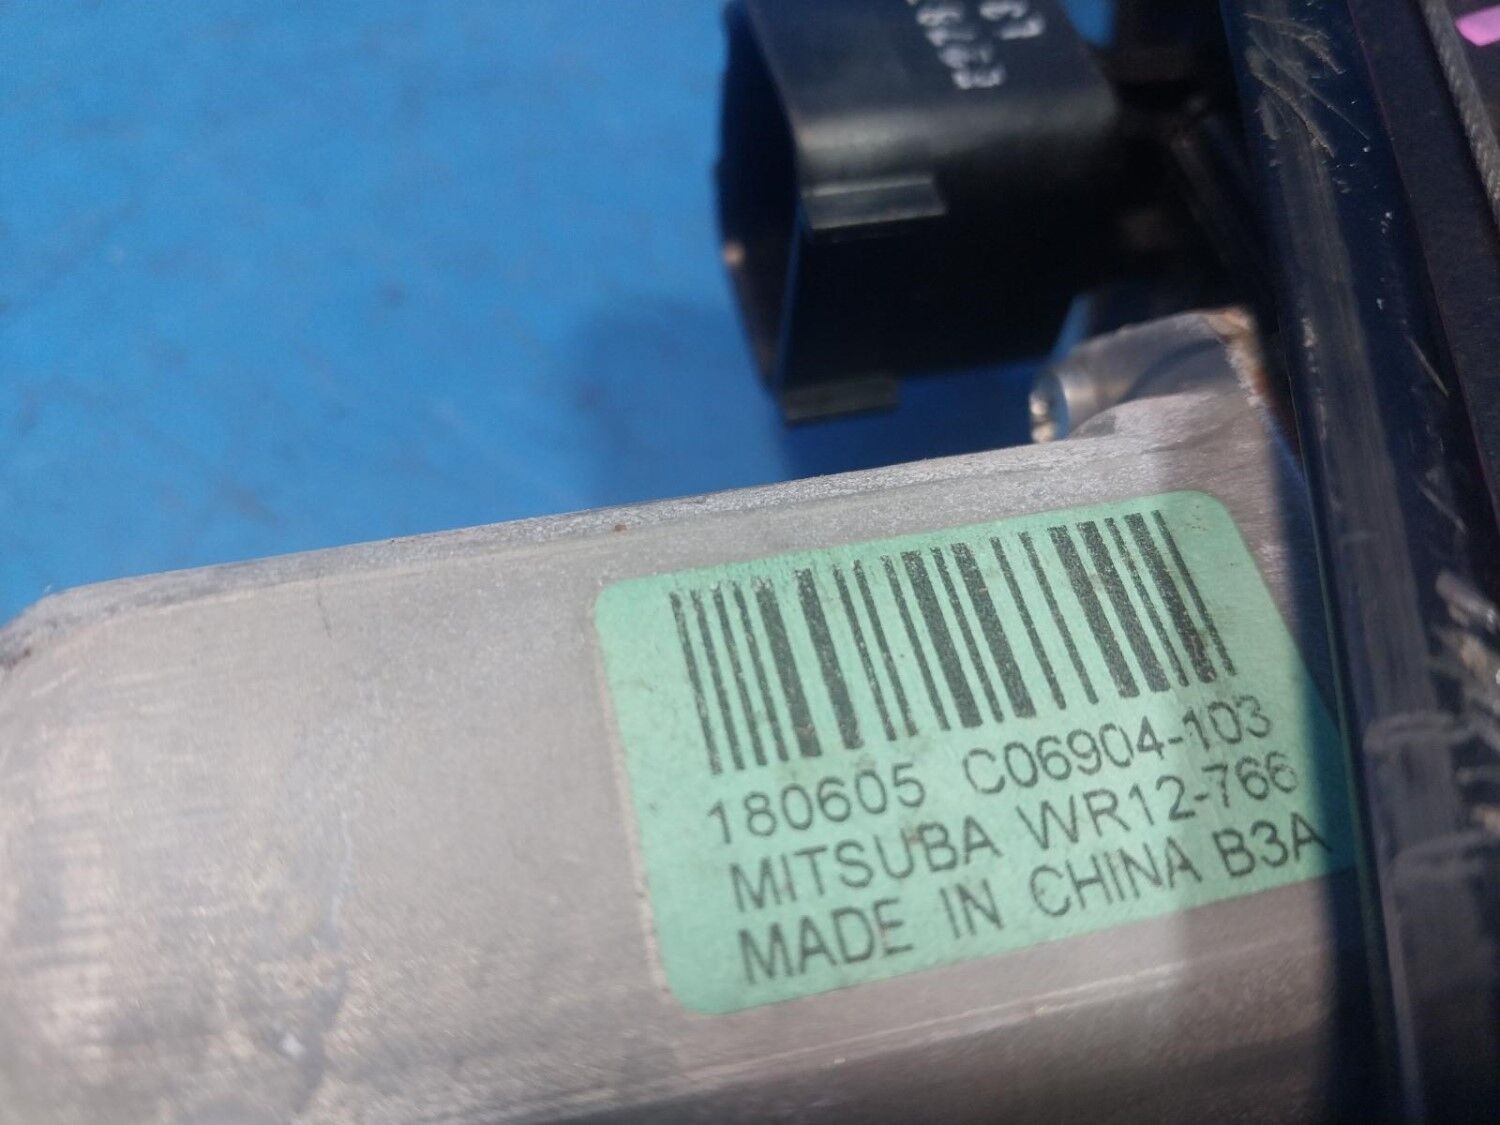 180605 C06904-103
MITSUBA WR12-766
MADE IN CHINA B3A